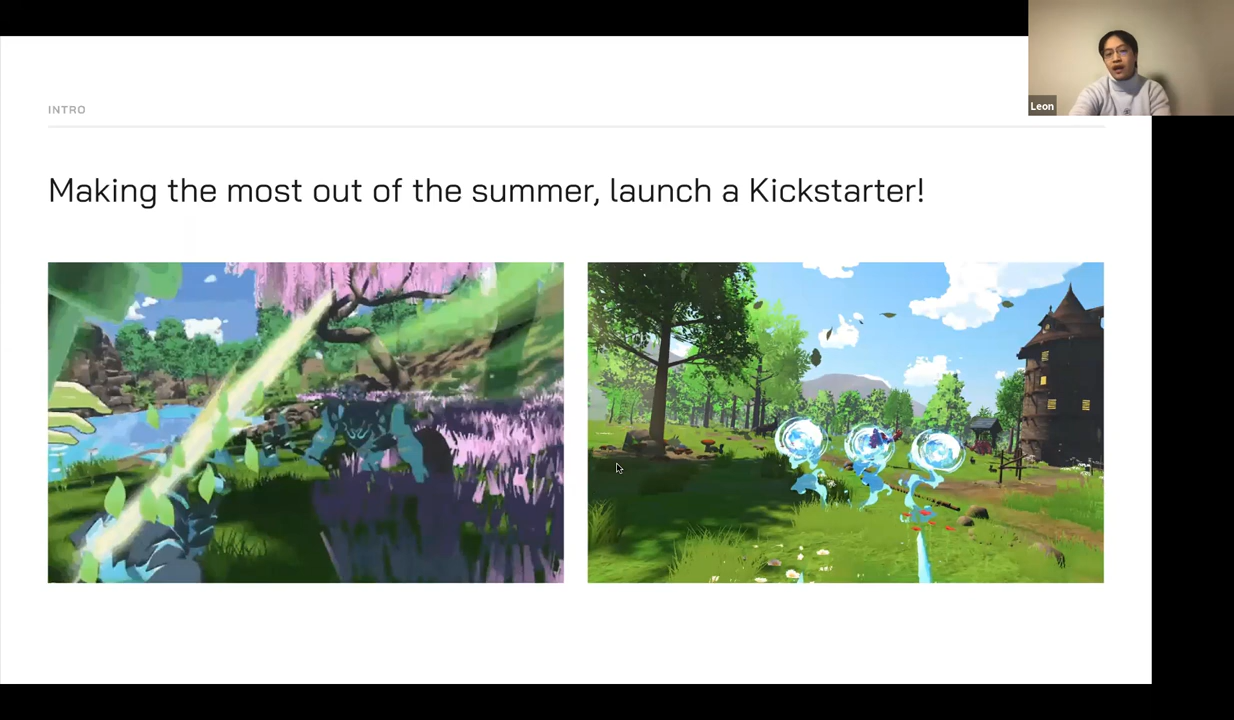 INTRO
Making the most out of the summer, launch a Kickstarter!
Leon